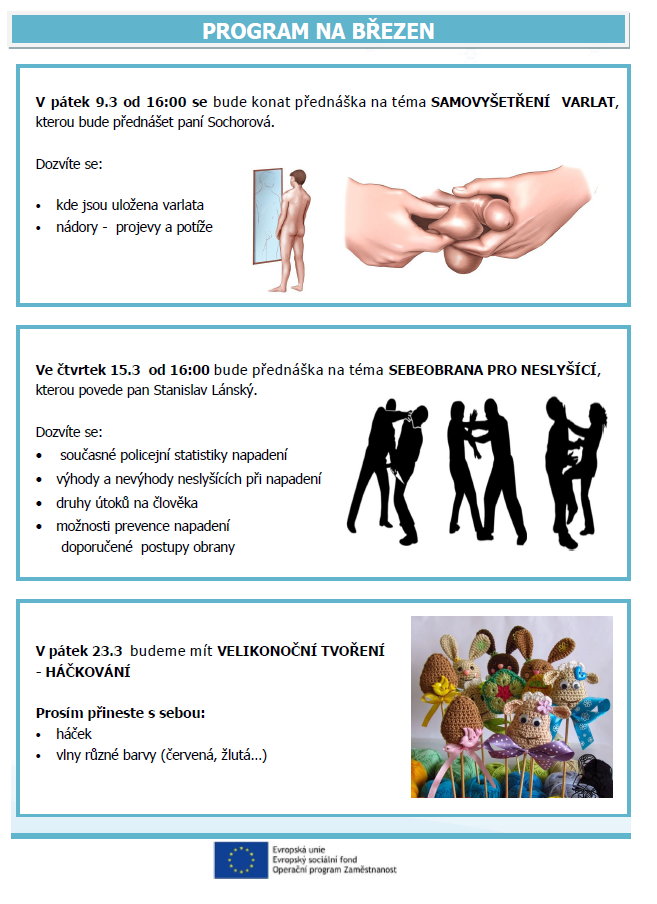 PROGRAM NA BŘEZEN
V pátek 9.3 od 16:00 se bude konat přednáška na téma SAMOVYŠETŘENÍ VARLAT,
kterou bude přednášet paní Sochorová.
Dozvíte se:
• kde jsou uložena varlata
• nádory - projevy a potíže
Ve čtvrtek 15.3 od 16:00 bude přednáška na téma SEBEOBRANA PRO NESLYŠÍCÍ,
kterou povede pan Stanislav Lánský.
Dozvíte se:
• současné policejní statistiky napadení
• výhody a nevýhody neslyšících při napadení
• druhy útoků na člověka
• možnosti prevence napadení
doporučené postupy obrany
V pátek 23.3 budeme mít VELIKONOČNÍ TVOŘENÍ
- HÁČKOVÁNÍ
Prosím přineste s sebou:
• háček
• vlny různé barvy (červená, žlutá...)
Evropská unie
Evropský sociální fond
Operační program Zaměstnanost